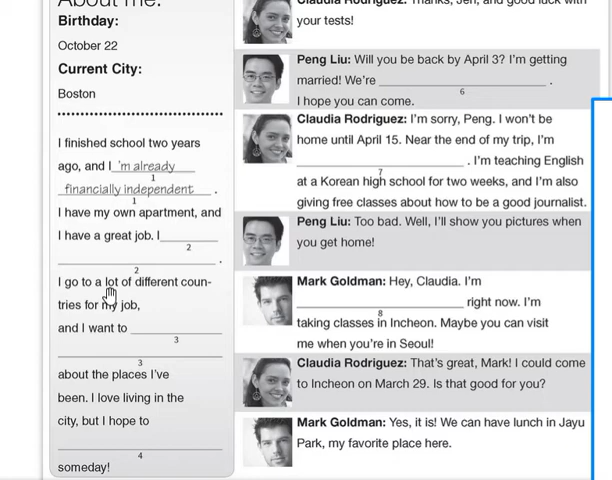 About me:
Birthday:
October 22
Current City:
Boston
I finished school two years
ago, and I 'm already
1
financially independent .
1
I have my own apartment, and
I have a great job. I
2
.
2
I go to a lot of different coun-
tries for my job,
and I want to
3
3
about the places I've
been. I love living in the
city, but I hope to
4
someday!
Claudia Rodriguez: Thanks, Jen, and good luck with
your tests!
Peng Liu: Will you be back by April 3? I'm getting
married! We're .
6
I hope you can come.
Claudia Rodriguez: I'm sorry, Peng. I won't be
home until April 15. Near the end of my trip, I'm
. I'm teaching English
7
at a Korean high school for two weeks, and I'm also
giving free classes about how to be a good journalist.
Peng Liu: Too bad. Well, I'll show you pictures when
you get home!
Mark Goldman: Hey, Claudia. I'm
right now. I'm
8
taking classes in Incheon. Maybe you can visit
me when you're in Seoul!
Claudia Rodriguez: That's great, Mark! I could come
to Incheon on March 29. Is that good for you?
Mark Goldman: Yes, it is! We can have lunch in Jayu
Park, my favorite place here.